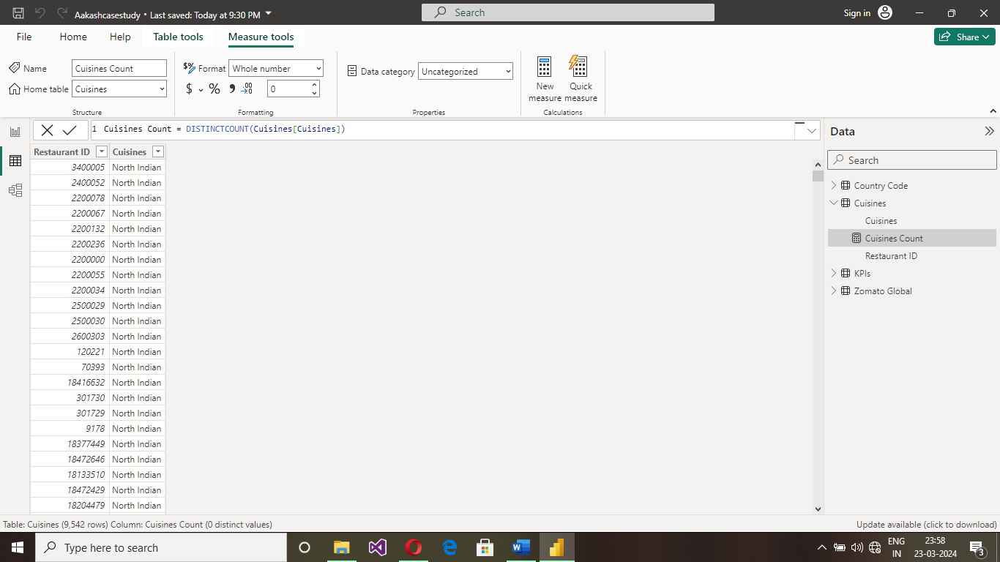 Aakashcasestudy • Last saved: Today at 9:30 PM
Search
Sign in
File
Home
Help
Table tools
Measure tools
Share
Name
Cuisines Count
Home table
Cuisines
Structure
$% Format
Whole number
$
%
0
Formatting
Data category
Uncategorized
Properties
New measure
Quick measure
Calculations
1 Cuisines Count = DISTINCTCOUNT(Cuisines[Cuisines])
Restaurant ID Cuisines
3400005 North Indian
2400052 North Indian
2200078 North Indian
2200067 North Indian
2200132 North Indian
2200236 North Indian
2200000 North Indian
2200055 North Indian
2200034 North Indian
2500029 North Indian
2500030 North Indian
2600303 North Indian
120221 North Indian
70393 North Indian
18416632 North Indian
301730 North Indian
301729 North Indian
9178 North Indian
18377449 North Indian
18472646 North Indian
18133510 North Indian
18472429 North Indian
18204479 North Indian
Data
Search
Country Code
Cuisines
Cuisines
Cuisines Count
Restaurant ID
KPIs
Zomato Global
Table: Cuisines (9,542 rows) Column: Cuisines Count (0 distinct values)
Update available (click to download)
Type here to search
ENG
IN
23:58
23-03-2024
3